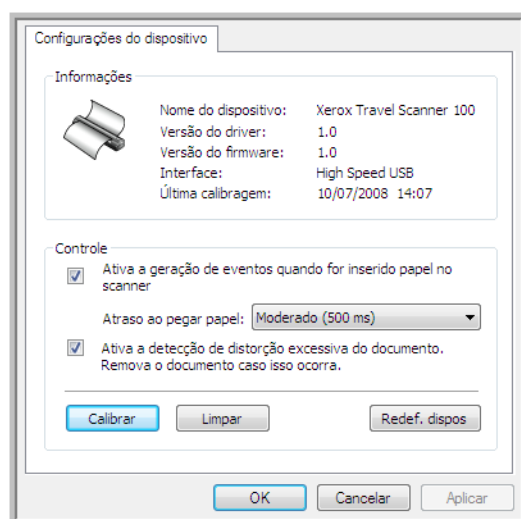 Configurações do dispositivo
Informações
Nome do dispositivo: Xerox Travel Scanner 100
Versão do driver: 1.0
Versão do firmware: 1.0
Interface: High Speed USB
Última calibragem: 10/07/2008 14:07
Controle
Ativa a geração de eventos quando for inserido papel no
scanner
Atraso ao pegar papel: Moderado (500 ms)
Ativa a detecção de distorção excessiva do documento.
Remova o documento caso isso
ocorra.
Calibrar Limpar Redef. dispos
OK Cancelar Aplicar